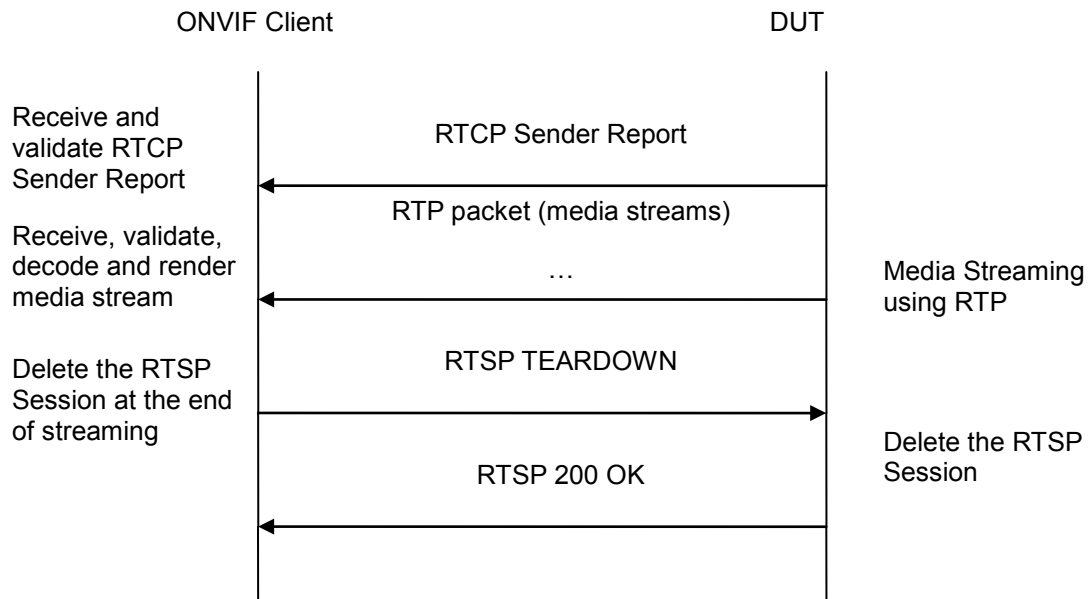 ONVIF Client
DUT
Receive and
validate RTCP
Sender Report
RTCP Sender Report
RTP packet (media streams)
Receive, validate,
decode and render
media stream
…
Media Streaming
using RTP
RTSP TEARDOWN
Delete the RTSP
Session at the end
of streaming
Delete the RTSP
Session
RTSP 200 OK